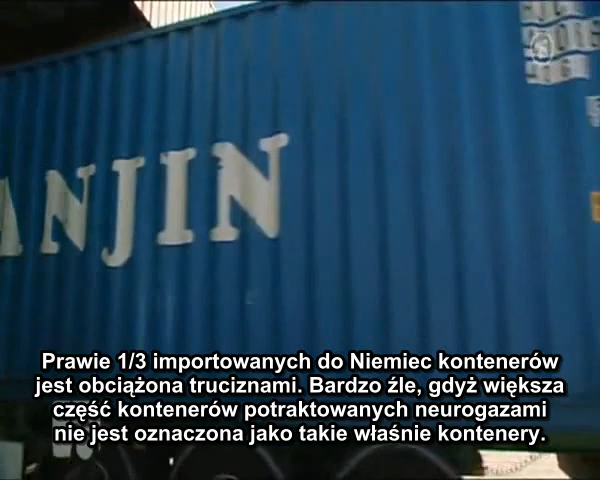 ANJIN
Prawie 1/3 importowanych do Niemiec kontenerów
jest obciążona truciznami. Bardzo źle, gdyż większa
część kontenerów potraktowanych neurogazami
nie jest oznaczona jako takie właśnie kontenery.